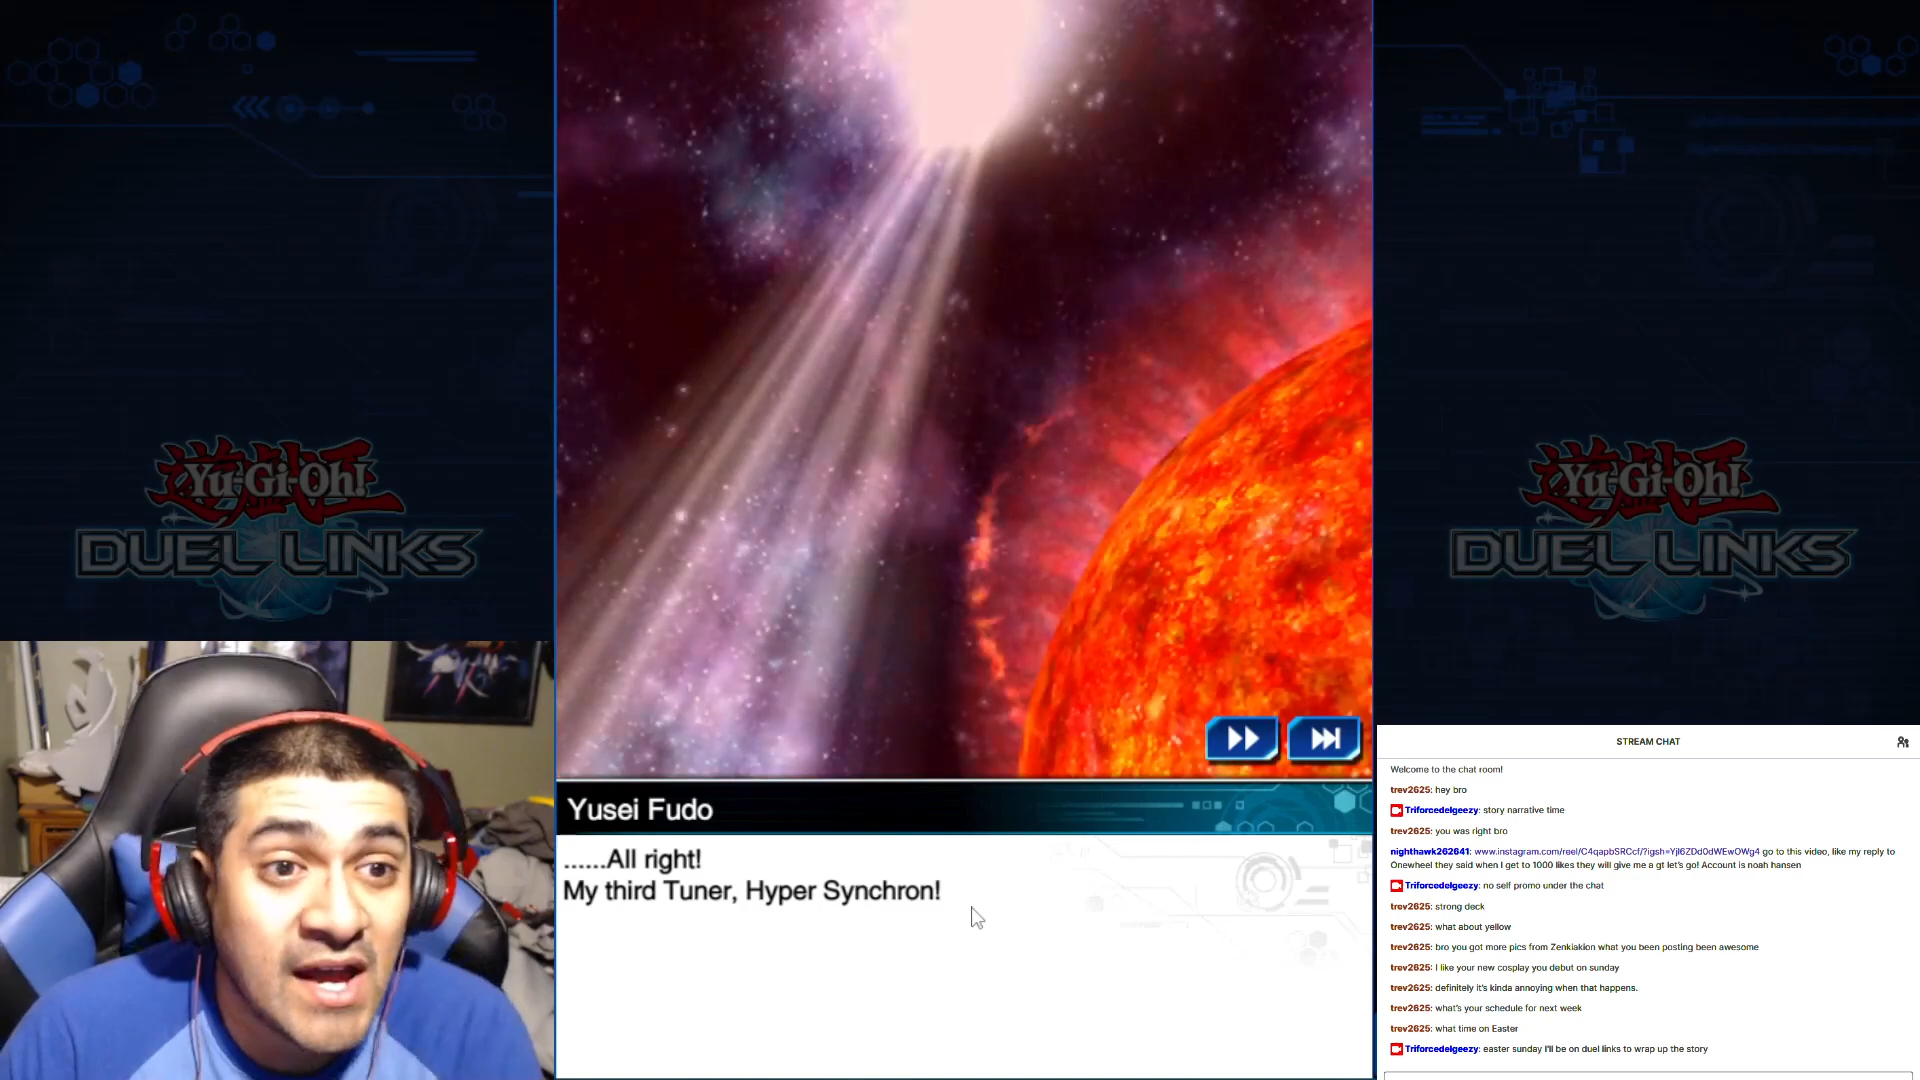 遊戯王
Yu-Gi-Oh!
DUEL LINKS
遊戯王
Yu-Gi-Oh!
DUEL LINKS
Yusei Fudo
......All right!
My third Tuner, Hyper Synchron!
STREAM CHAT
Welcome to the chat room!
trev2625: hey bro
Triforcedelgeezy: story narrative time
trev2625: you was right bro
nighthawk262641: www.instagram.com/reel/C4qapbSRCcf/?igsh=Yjl6ZDd0dWEwOWg4 go to this video, like my reply to
Onewheel they said when I get to 1000 likes they will give me a gt let's go! Account is noah hansen
Triforcedelgeezy: no self promo under the chat
trev2625: strong deck
trev2625: what about yellow
trev2625: bro you got more pics from Zenkiakion what you been posting been awesome
trev2625: I like your new cosplay you debut on sunday
trev2625: definitely it's kinda annoying when that happens.
trev2625: what's your schedule for next week
trev2625: what time on Easter
Triforcedelgeezy: easter sunday I'll be on duel links to wrap up the story